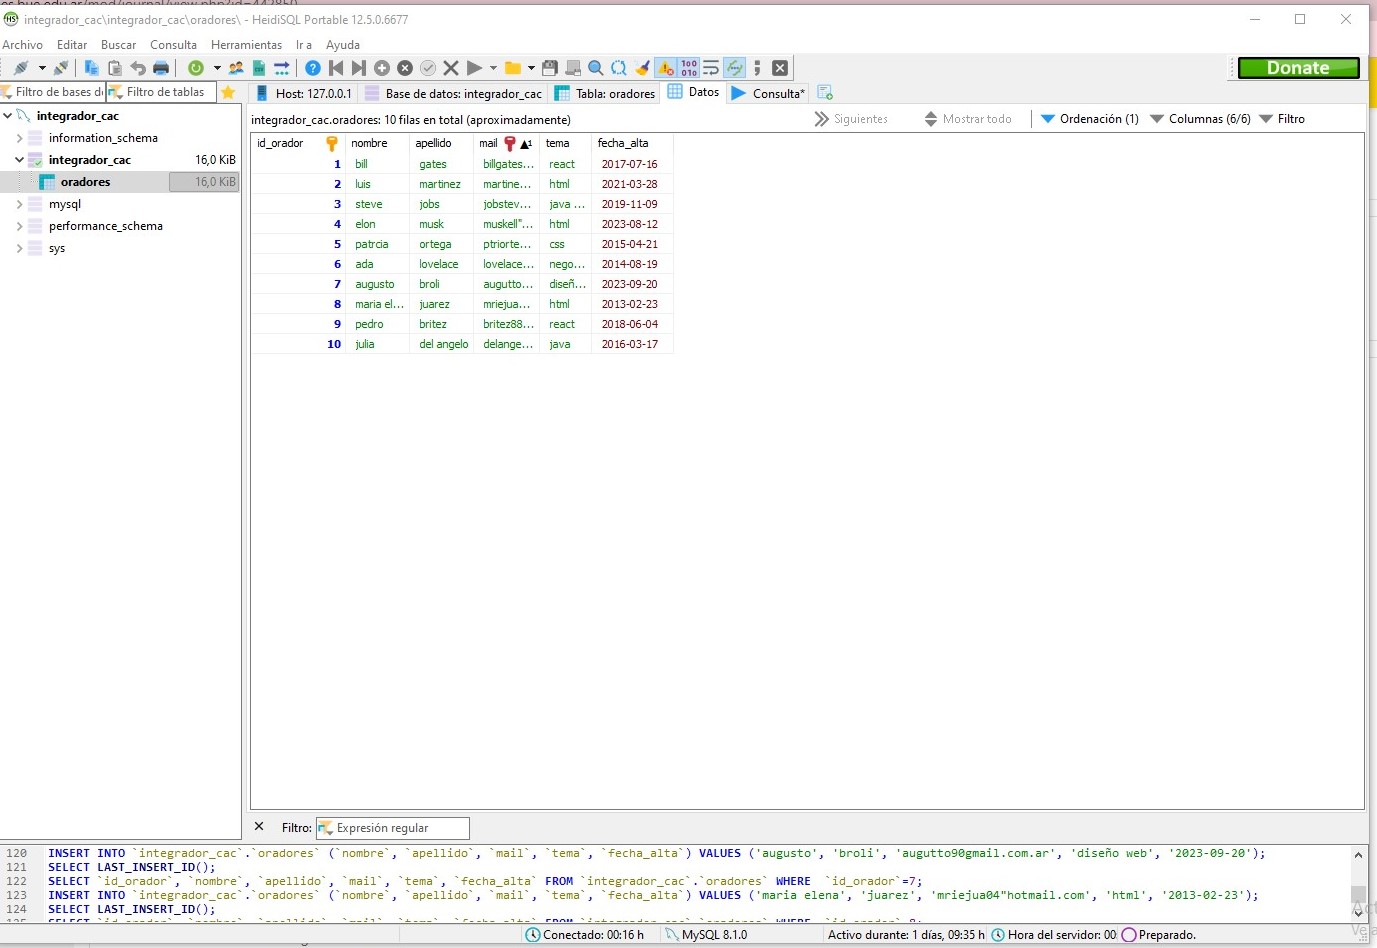 integrador_cac\integrador_cac\oradores\ - HeidiSQL Portable 12.5.0.6677
Archivo Editar Buscar Consulta Herramientas Ir a Ayuda
Donate
Filtro de bases d Filtro de tablas Host: 127.0.0.1 Base de datos: integrador_cac Tabla: oradores Datos Consulta*
integrador_cac
information_schema
integrador_cac 16,0 KiB
oradores 16,0 KiB
mysql
performance_schema
sys
integrador_cac.oradores: 10 filas en total (aproximadamente) Siguientes Mostrar todo Ordenación (1) Columnas (6/6) Filtro
id_orador nombre apellido mail 1 tema fecha_alta
1 bill gates billgates... react 2017-07-16
2 luis martinez martine... html 2021-03-28
3 steve jobs jobstev... java ... 2019-11-09
4 elon musk muskell"... html 2023-08-12
5 patrcia ortega ptriorte... css 2015-04-21
6 ada lovelace lovelace... nego... 2014-08-19
7 augusto broli augutto... diseñ... 2023-09-20
8 maria el... juarez mriejua... html 2013-02-23
9 pedro britez britez88... react 2018-06-04
10 julia del angelo delange... java 2016-03-17
Filtro: Expresión regular
120 INSERT INTO `integrador_cac`.`oradores` (`nombre`, `apellido`, `mail`, `tema`, `fecha_alta`) VALUES ('augusto', 'broli', 'augutto90gmail.com.ar', 'diseño web', '2023-09-20');
121 SELECT LAST_INSERT_ID();
122 SELECT `id_orador`, `nombre`, `apellido`, `mail`, `tema`, `fecha_alta` FROM `integrador_cac`.`oradores` WHERE `id_orador`=7;
123 INSERT INTO `integrador_cac`.`oradores` (`nombre`, `apellido`, `mail`, `tema`, `fecha_alta`) VALUES ('maria elena', 'juarez', 'mriejua04"hotmail.com', 'html', '2013-02-23');
124 SELECT LAST_INSERT_ID();
Conectado: 00:16 h MySQL 8.1.0 Activo durante: 1 días, 09:35 h Hora del servidor: 00: Preparado.